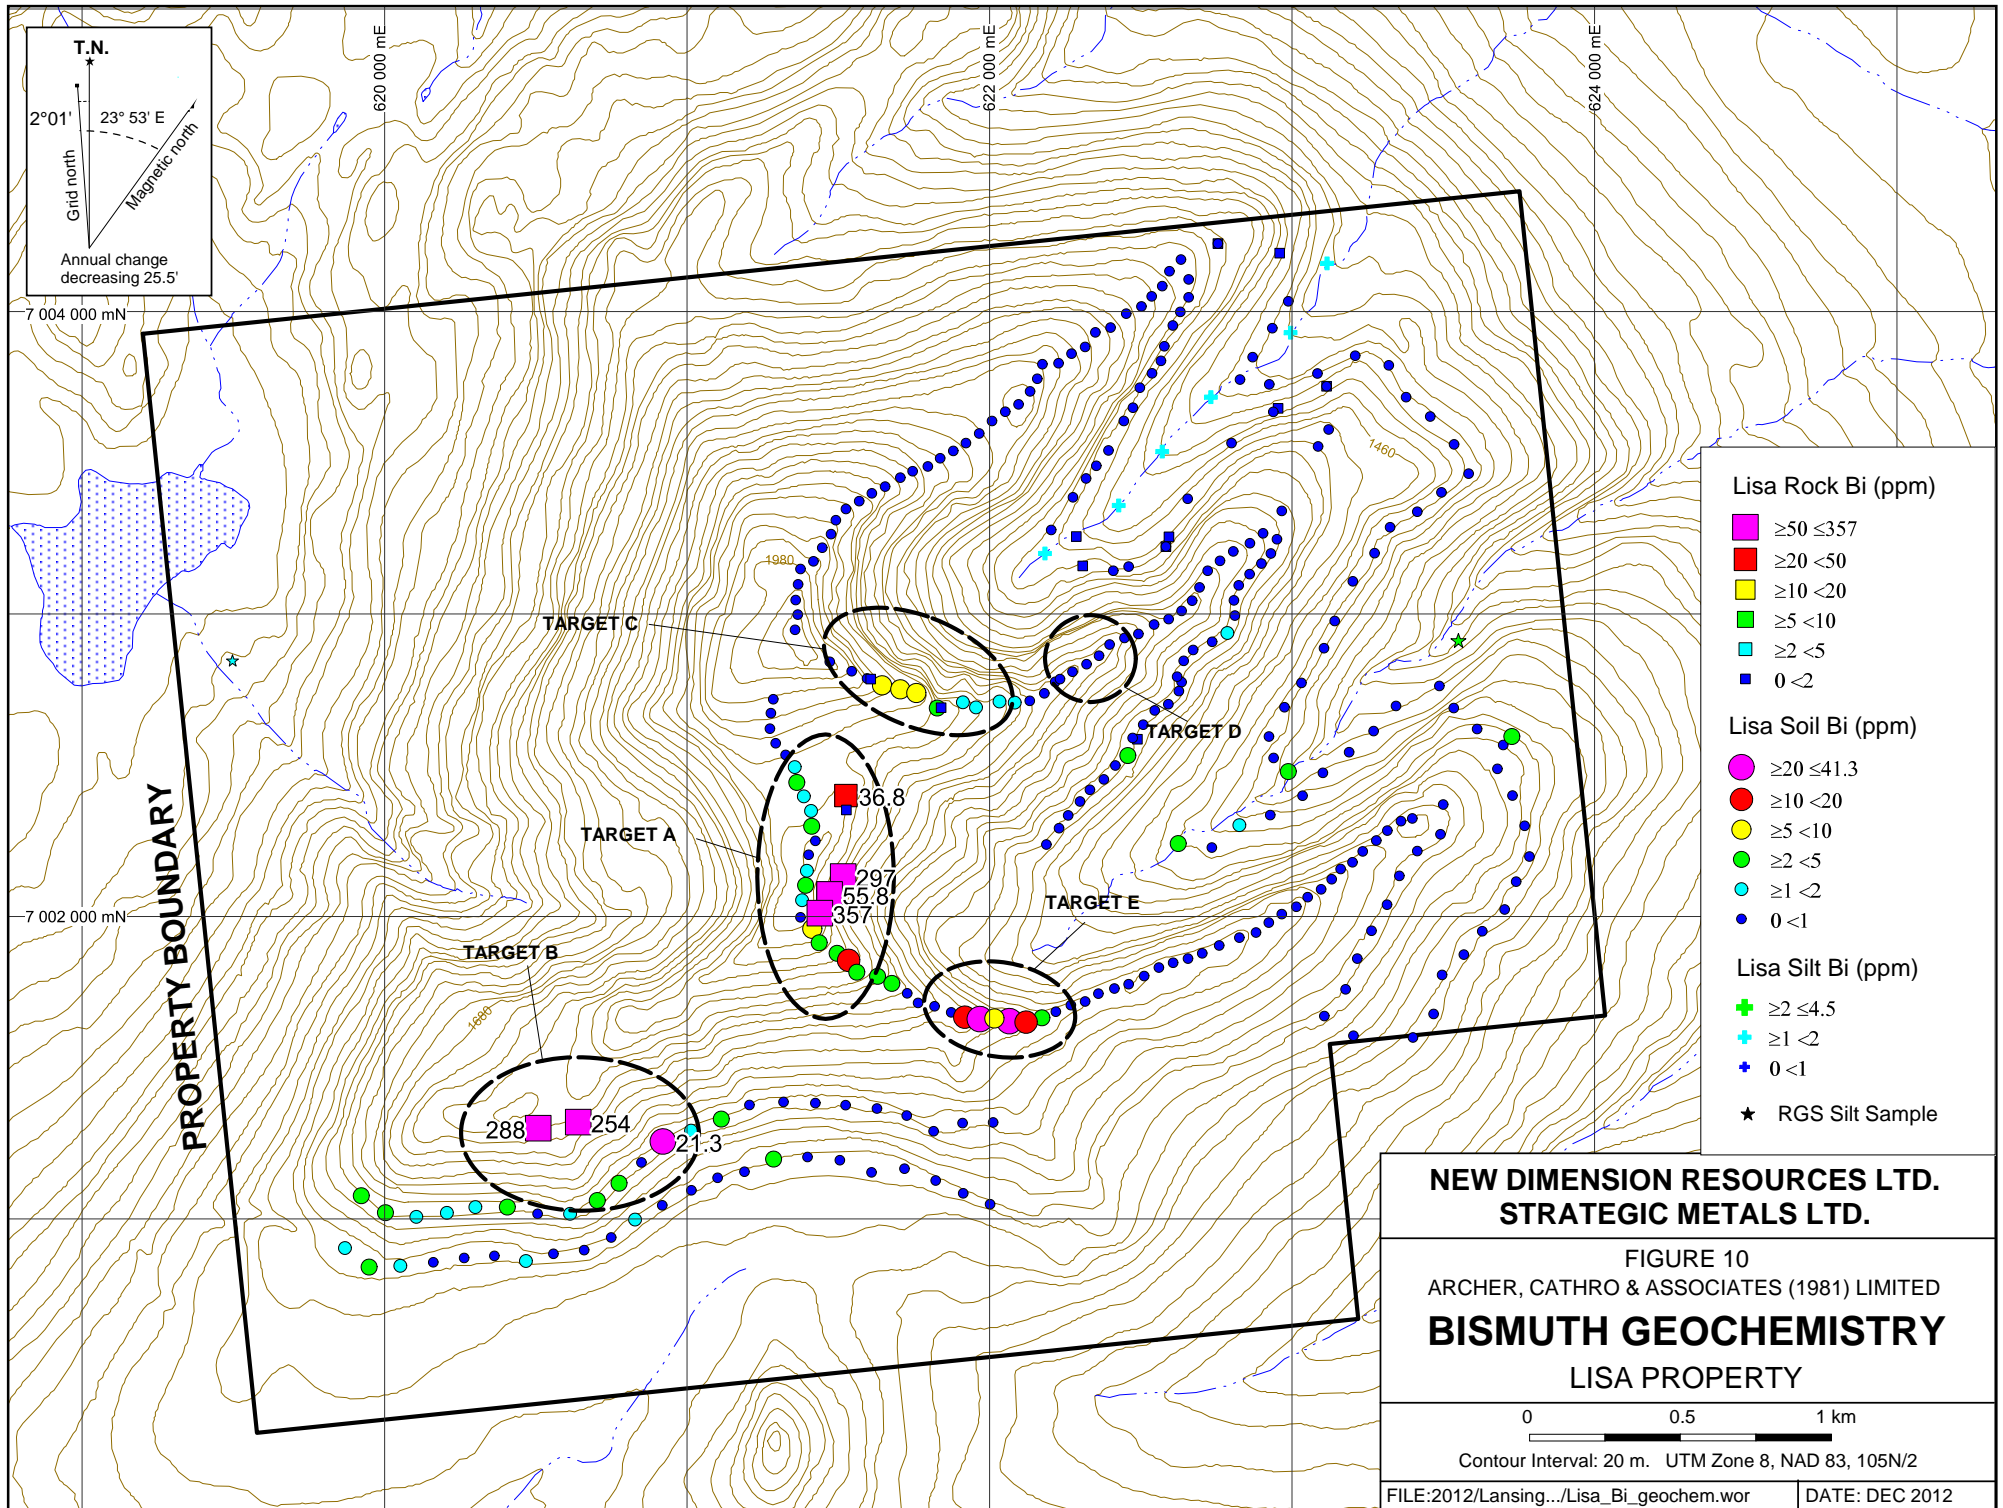 T.N.
2°01'
23° 53' E
Grid north
Magnetic north
Annual change
decreasing 25.5'
620 000 mE
622 000 mE
624 000 mE
7 004 000 mN
7 002 000 mN
1460
1980
1680
TARGET C
TARGET D
TARGET A
TARGET E
TARGET B
36.8
297
55.8
357
288
254
21.3
PROPERTY BOUNDARY
Lisa Rock Bi (ppm)
≥50 ≤357
≥20 <50
≥10 <20
≥5 <10
≥2 <5
0 <2
Lisa Soil Bi (ppm)
≥20 ≤41.3
≥10 <20
≥5 <10
≥2 <5
≥1 <2
0 <1
Lisa Silt Bi (ppm)
≥2 ≤4.5
≥1 <2
0 <1
RGS Silt Sample
NEW DIMENSION RESOURCES LTD.
STRATEGIC METALS LTD.
FIGURE 10
ARCHER, CATHRO & ASSOCIATES (1981) LIMITED
BISMUTH GEOCHEMISTRY
LISA PROPERTY
0 0.5 1 km
Contour Interval: 20 m. UTM Zone 8, NAD 83, 105N/2
FILE:2012/Lansing.../Lisa_Bi_geochem.wor
DATE: DEC 2012